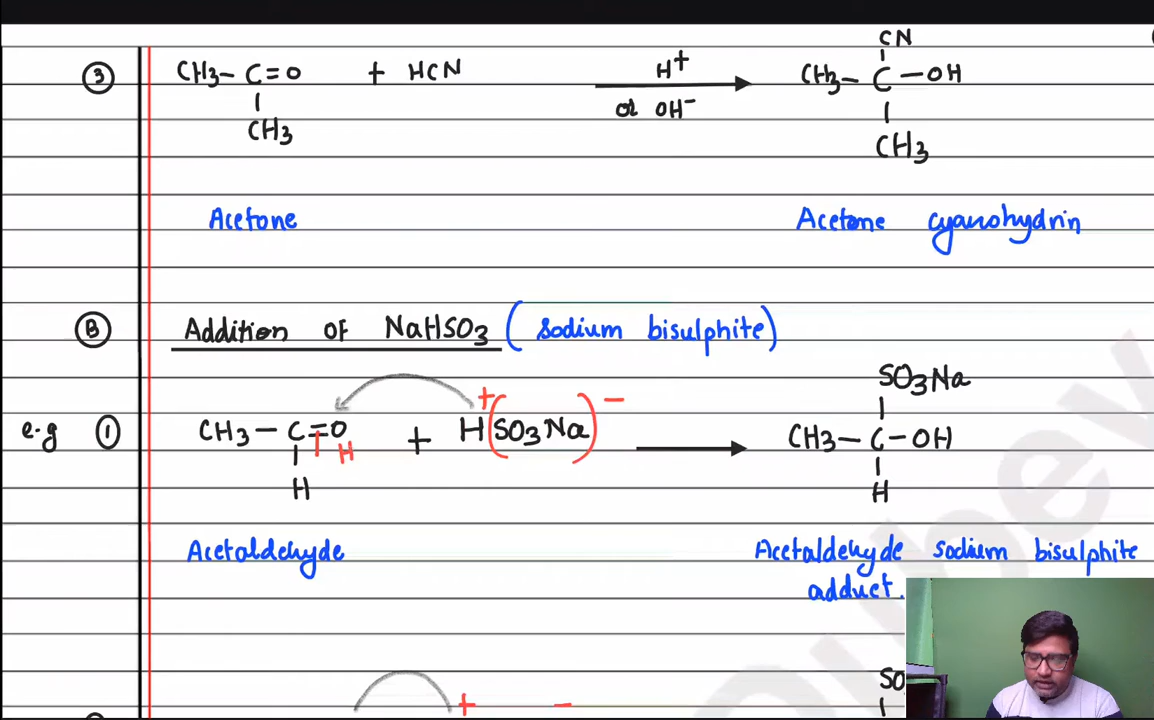 ③ CH3– C=O + HCN H+ CH3– C –OH
CN
or OH–
CH3
CH3
Acetone Acetone cyanohydrin
Ⓑ Addition OF NaHSO3 (sodium bisulphite)
SO3Na
e.g ① CH3 – C=O + H+(SO3Na)– CH3– C–OH
H
H
H
Acetaldehyde Acetaldehyde sodium bisulphite
adduct.
+ –
SO